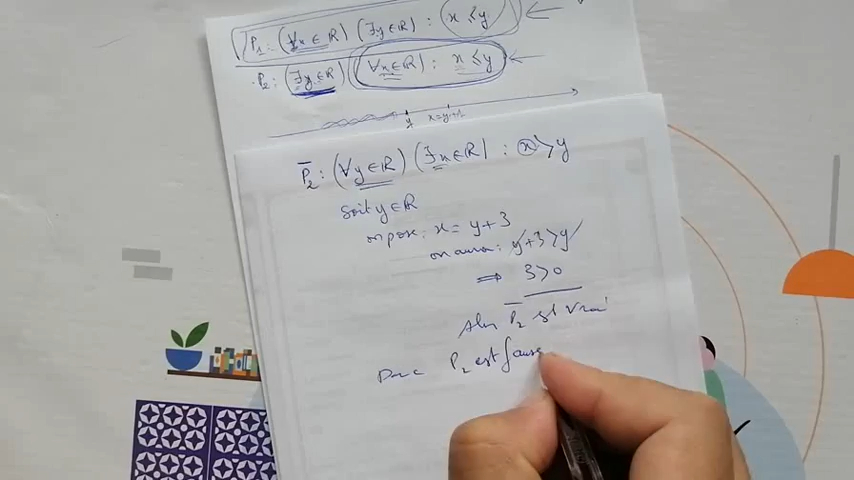 P₁: (∀x∈ℝ) (∃y∈ℝ) : x ≤ y
P₂: (∃y∈ℝ) (∀x∈ℝ) : x ≤ y
y x=y+1
P̅₂ : (∀y∈ℝ) (∃x∈ℝ) : x > y
Soit y∈ℝ
on pose: x = y+3
on aura: y+3 > y
⟹ 3>0
Alors P̅₂ est vraie
Donc P₂ est fausse